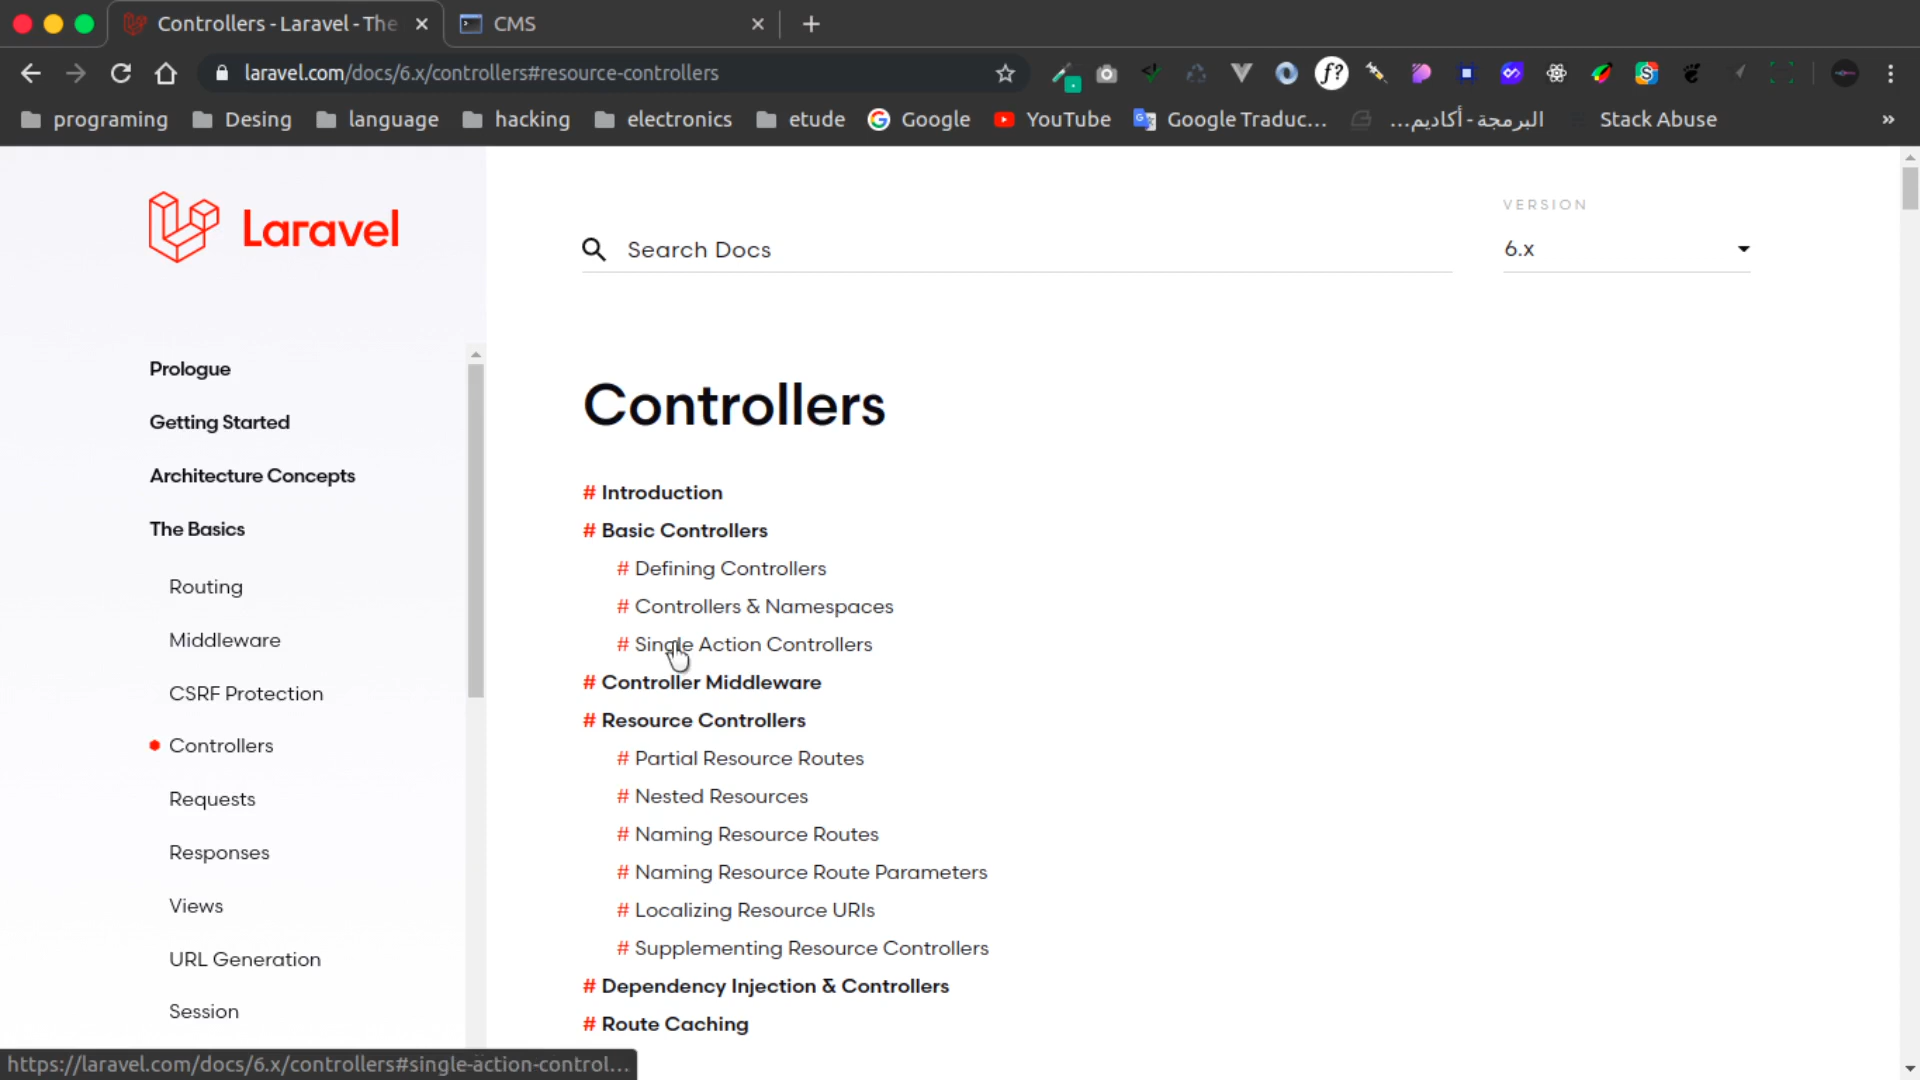 Controllers - Laravel - The
CMS
laravel.com/docs/6.x/controllers#resource-controllers
f?
programing
Desing
language
hacking
electronics
etude
Google
YouTube
Google Traduc...
البرمجة - أكاديم...
Stack Abuse
»
Laravel
Search Docs
VERSION
6.x
Prologue
Getting Started
Architecture Concepts
The Basics
Routing
Middleware
CSRF Protection
Controllers
Requests
Responses
Views
URL Generation
Session
Controllers
# Introduction
# Basic Controllers
# Defining Controllers
# Controllers & Namespaces
# Single Action Controllers
# Controller Middleware
# Resource Controllers
# Partial Resource Routes
# Nested Resources
# Naming Resource Routes
# Naming Resource Route Parameters
# Localizing Resource URIs
# Supplementing Resource Controllers
# Dependency Injection & Controllers
# Route Caching
https://laravel.com/docs/6.x/controllers#single-action-control...